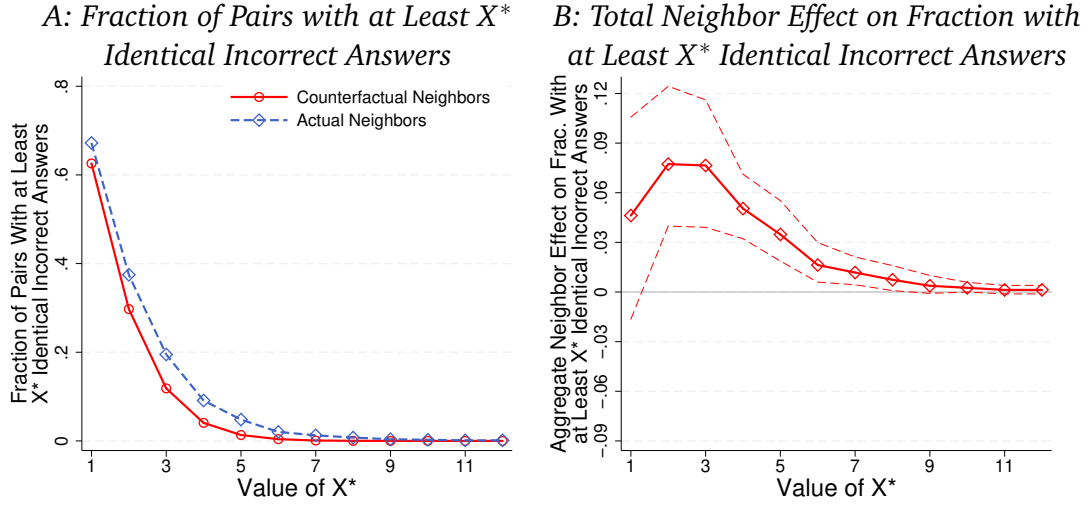 A: Fraction of Pairs with at Least X*
Identical Incorrect Answers
Fraction of Pairs With at Least
X* Identical Incorrect Answers
.8
.6
.4
.2
0
Counterfactual Neighbors
Actual Neighbors
1 3 5 7 9 11
Value of X*
B: Total Neighbor Effect on Fraction with
at Least X* Identical Incorrect Answers
Aggregate Neighbor Effect on Frac. With
at Least X* Identical Incorrect Answers
.12
.09
.06
.03
0
-.03
-.06
-.09
1 3 5 7 9 11
Value of X*